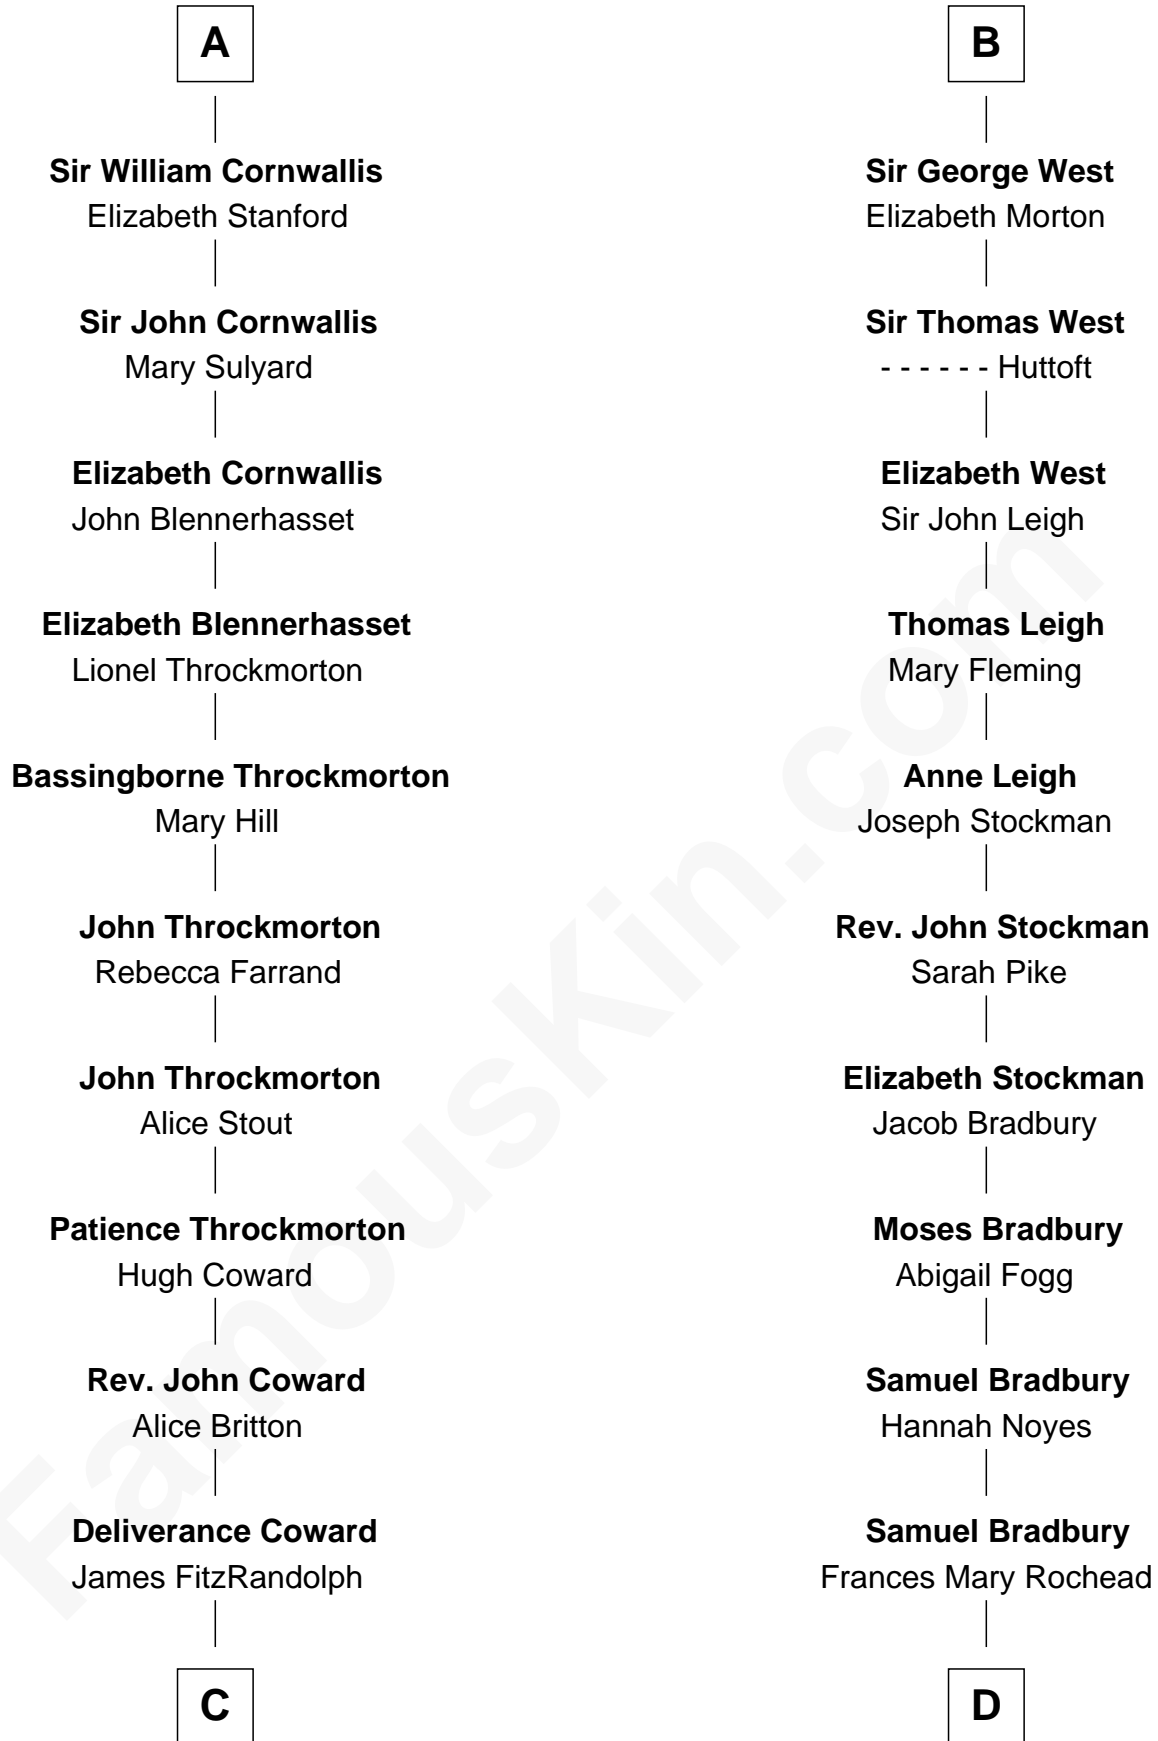 A
Sir William Cornwallis
Elizabeth Stanford
Sir John Cornwallis
Mary Sulyard
Elizabeth Cornwallis
John Blennerhasset
Elizabeth Blennerhasset
Lionel Throckmorton
Bassingborne Throckmorton
Mary Hill
John Throckmorton
Rebecca Farrand
John Throckmorton
Alice Stout
Patience Throckmorton
Hugh Coward
Rev. John Coward
Alice Britton
Deliverance Coward
James FitzRandolph
C
B
Sir George West
Elizabeth Morton
Sir Thomas West
- - - - - - Huttoft
Elizabeth West
Sir John Leigh
Thomas Leigh
Mary Fleming
Anne Leigh
Joseph Stockman
Rev. John Stockman
Sarah Pike
Elizabeth Stockman
Jacob Bradbury
Moses Bradbury
Abigail Fogg
Samuel Bradbury
Hannah Noyes
Samuel Bradbury
Frances Mary Rochead
D
FamousKin.com